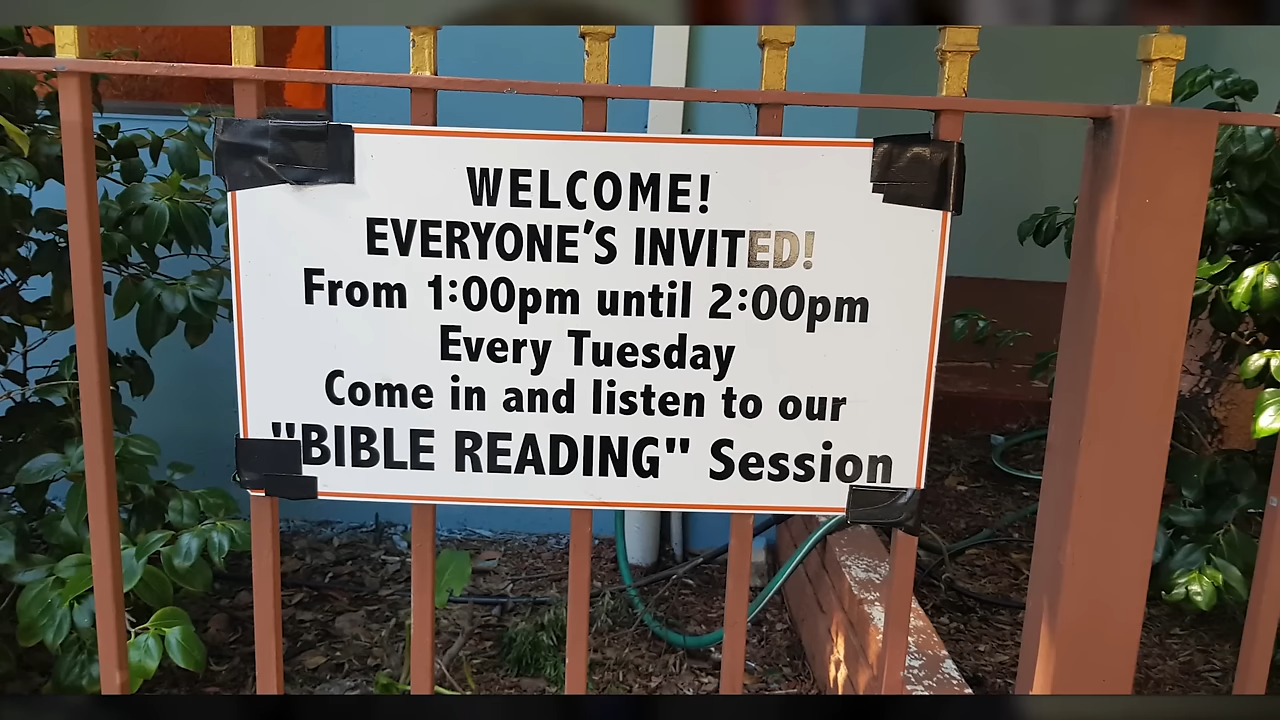 WELCOME!
EVERYONE'S INVITED!
From 1:00pm until 2:00pm
Every Tuesday
Come in and listen to our
"BIBLE READING" Session